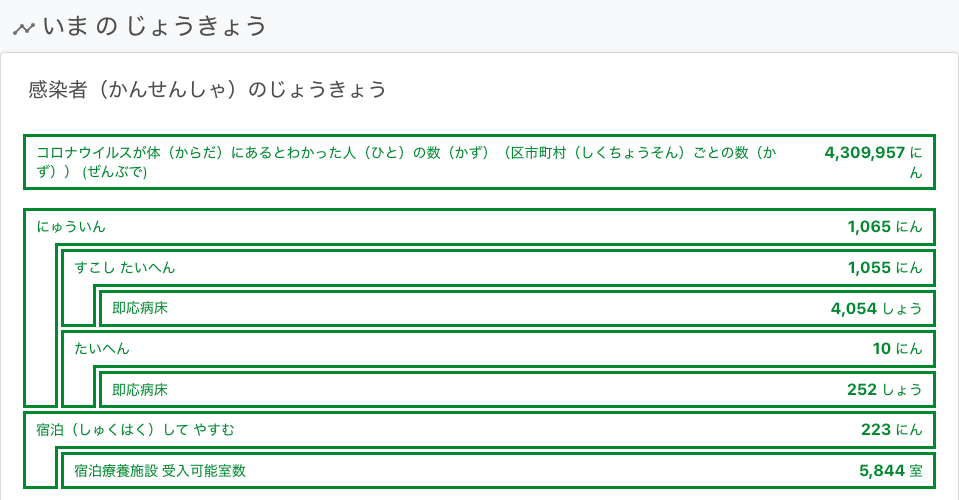 いま の じょうきょう
感染者（かんせんしゃ）のじょうきょう
コロナウイルスが体（からだ）にあるとわかった人（ひと）の数（かず）（区市町村（しくちょうそん）ごとの数（か
ず）） (ぜんぶで)
4,309,957 に
ん
にゅういん 1,065 にん
すこし たいへん 1,055 にん
即応病床 4,054 しょう
たいへん 10 にん
即応病床 252 しょう
宿泊（しゅくはく）して やすむ 223 にん
宿泊療養施設 受入可能室数 5,844 室